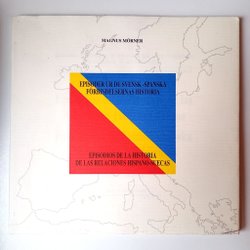 MAGNUS MÖRNER
EPISODER UR DE SVENSK-SPANSKA
FÖRBINDELSERNAS HISTORIA
EPISODIOS DE LA HISTORIA
DE LAS RELACIONES HISPANO-SUECAS